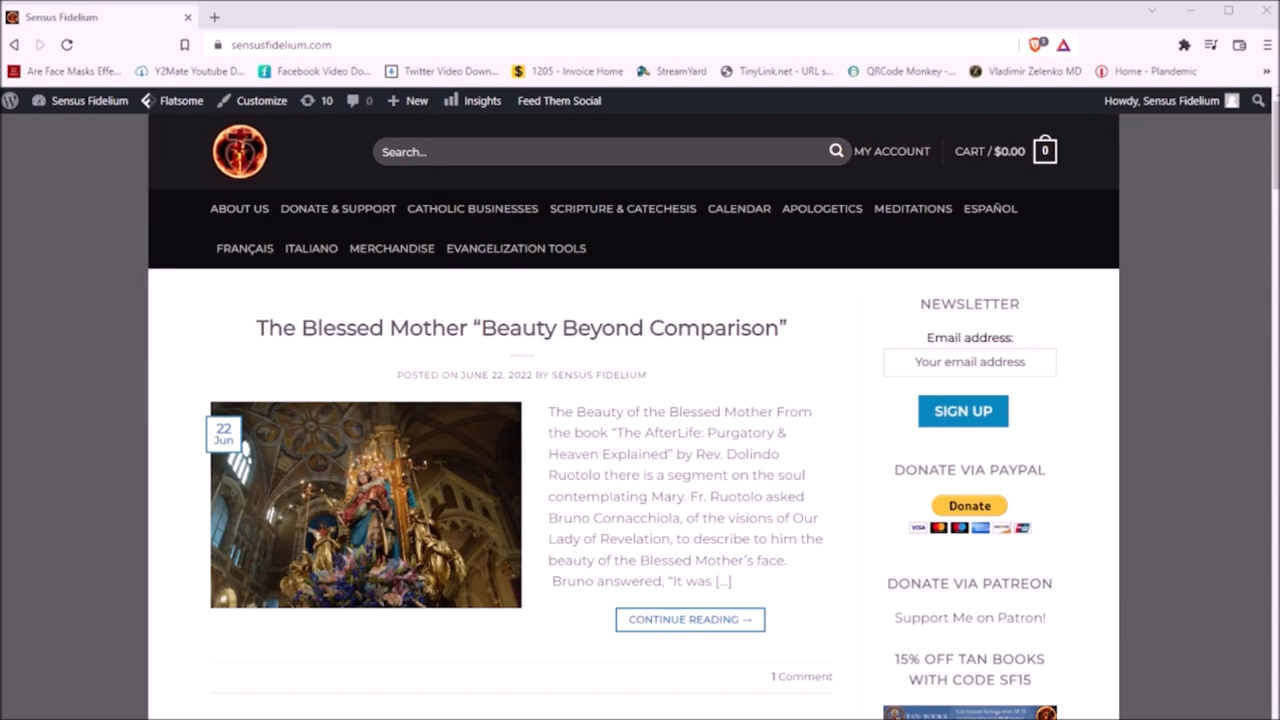 Sensus Fidelium
sensusfidelium.com
3
Are Face Masks Effe...
Y2Mate Youtube D...
Facebook Video Do...
Twitter Video Down...
1205 - Invoice Home
StreamYard
TinyLink.net - URL s...
QRCode Monkey -...
Vladimir Zelenko MD
Home - Plandemic
»
Sensus Fidelium
Flatsome
Customize
10
0
New
Insights
Feed Them Social
Howdy, Sensus Fidelium
Search...
MY ACCOUNT
CART / $0.00
0
ABOUT US DONATE & SUPPORT CATHOLIC BUSINESSES SCRIPTURE & CATECHESIS CALENDAR APOLOGETICS MEDITATIONS ESPAÑOL
FRANÇAIS ITALIANO MERCHANDISE EVANGELIZATION TOOLS
The Blessed Mother “Beauty Beyond Comparison”
POSTED ON JUNE 22, 2022 BY SENSUS FIDELIUM
22
Jun
The Beauty of the Blessed Mother From
the book “The AfterLife: Purgatory &
Heaven Explained” by Rev. Dolindo
Ruotolo there is a segment on the soul
contemplating Mary. Fr. Ruotolo asked
Bruno Cornacchiola, of the visions of Our
Lady of Revelation, to describe to him the
beauty of the Blessed Mother’s face.
Bruno answered, “It was [...]
CONTINUE READING →
1 Comment
NEWSLETTER
Email address:
Your email address
SIGN UP
DONATE VIA PAYPAL
Donate
VISA
DONATE VIA PATREON
Support Me on Patron!
15% OFF TAN BOOKS
WITH CODE SF15
TAN·BOOKS